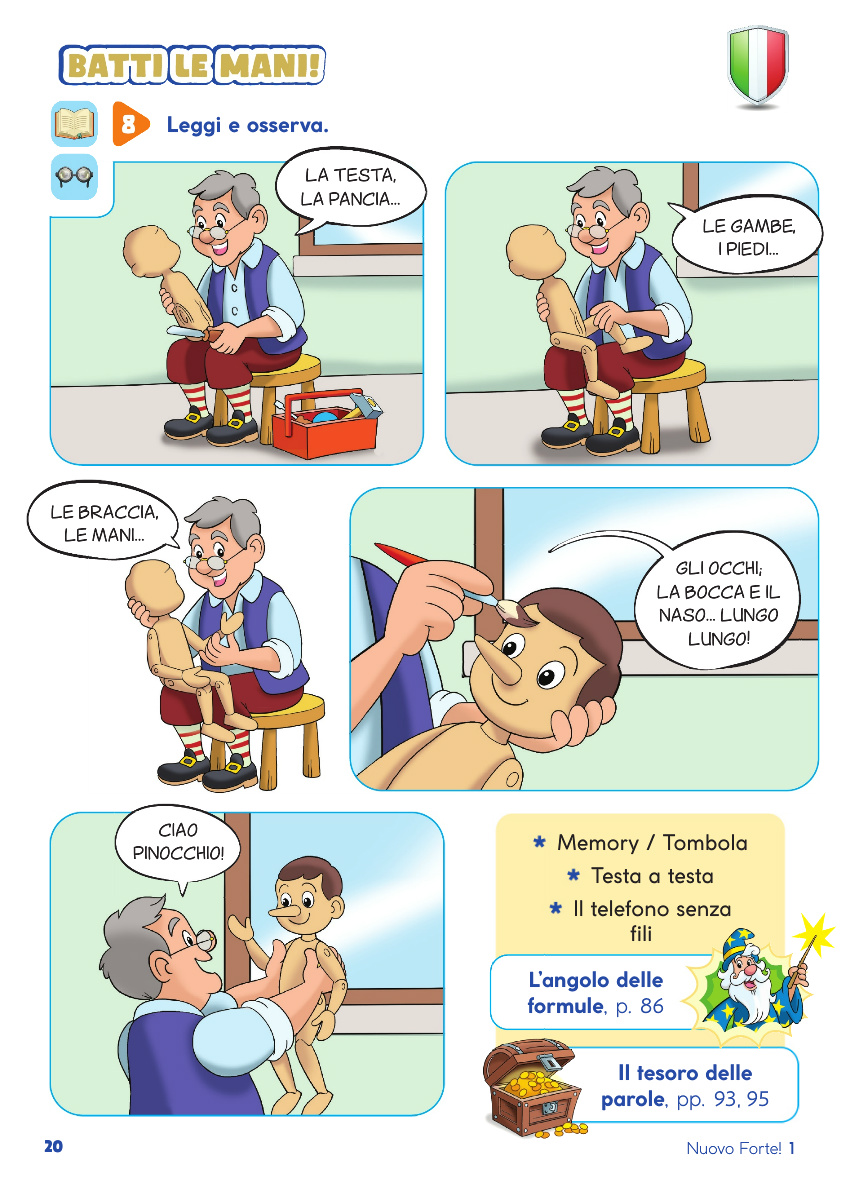 BATTI LE MANI!
8 Leggi e osserva.
LA TESTA,
LA PANCIA...
LE GAMBE,
I PIEDI...
LE BRACCIA,
LE MANI...
GLI OCCHI;
LA BOCCA E IL
NASO... LUNGO
LUNGO!
CIAO
PINOCCHIO!
* Memory / Tombola
* Testa a testa
* Il telefono senza
fili
L'angolo delle
formule, p. 86
Il tesoro delle
parole, pp. 93, 95
20
Nuovo Forte! 1